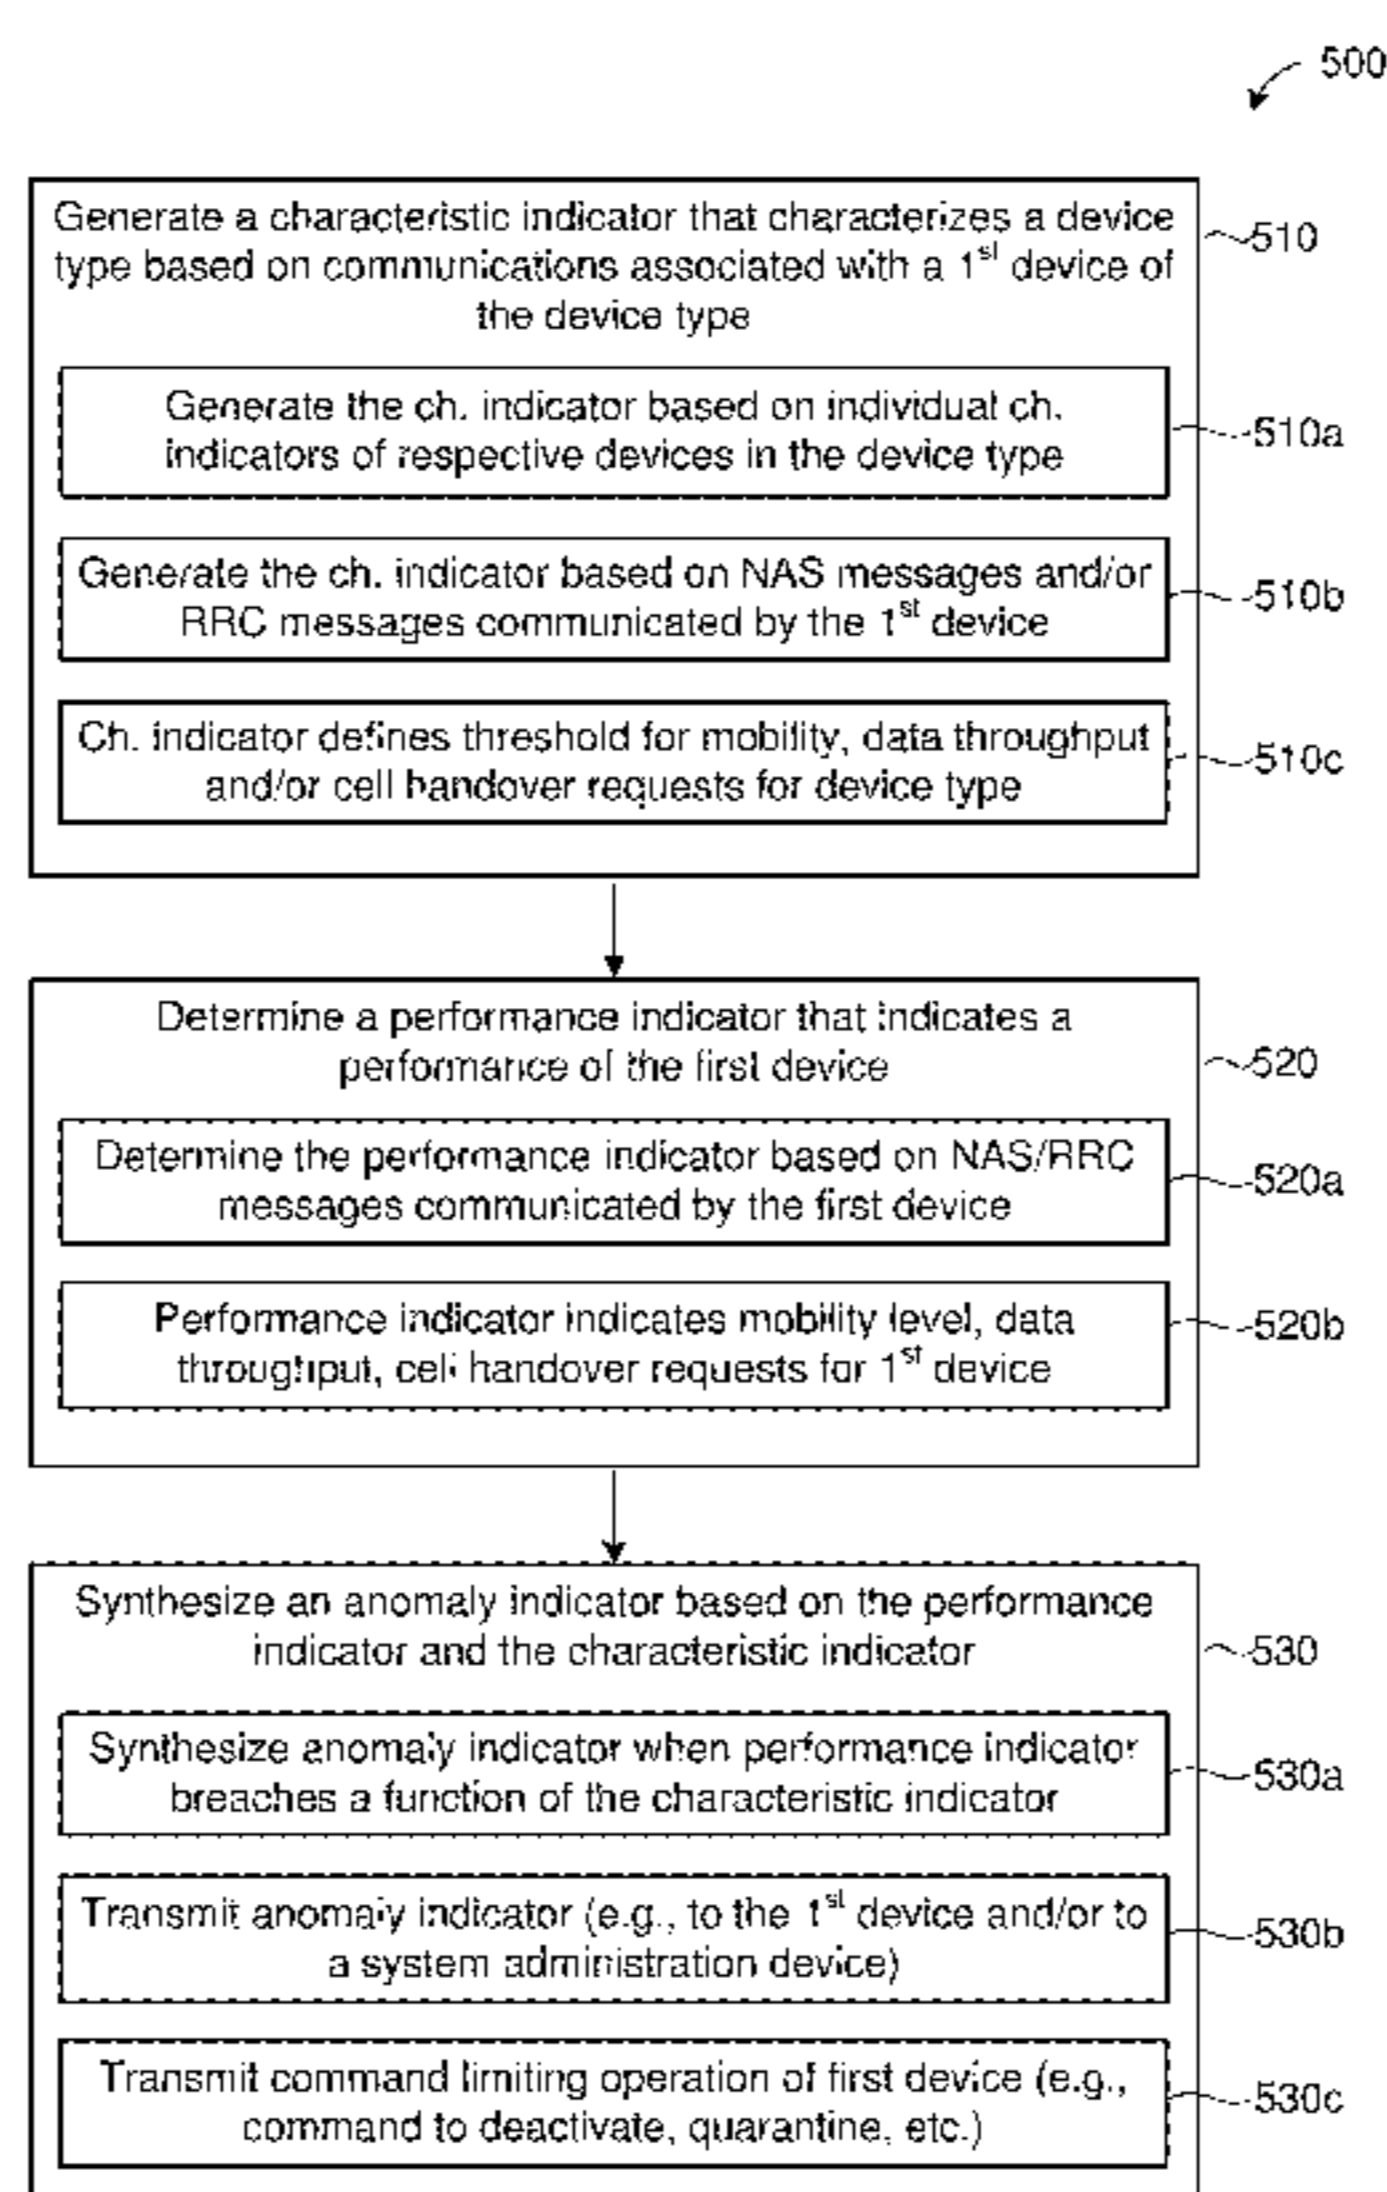 500
Generate a characteristic indicator that characterizes a device
type based on communications associated with a 1st device of
the device type
510
Generate the ch. indicator based on individual ch.
indicators of respective devices in the device type
510a
Generate the ch. indicator based on NAS messages and/or
RRC messages communicated by the 1st device
510b
Ch. indicator defines threshold for mobility, data throughput
and/or cell handover requests for device type
510c
Determine a performance indicator that indicates a
performance of the first device
520
Determine the performance indicator based on NAS/RRC
messages communicated by the first device
520a
Performance indicator indicates mobility level, data
throughput, cell handover requests for 1st device
520b
Synthesize an anomaly indicator based on the performance
indicator and the characteristic indicator
530
Synthesize anomaly indicator when performance indicator
breaches a function of the characteristic indicator
530a
Transmit anomaly indicator (e.g., to the 1st device and/or to
a system administration device)
530b
Transmit command limiting operation of first device (e.g.,
command to deactivate, quarantine, etc.)
530c